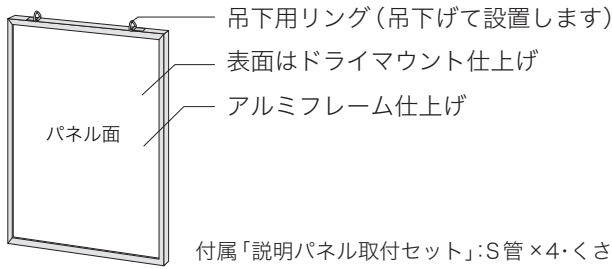 吊下用リング(吊下げて設置します)
表面はドライマウント仕上げ
アルミフレーム仕上げ
パネル面
付属「説明パネル取付セット」:S管×4・くさ